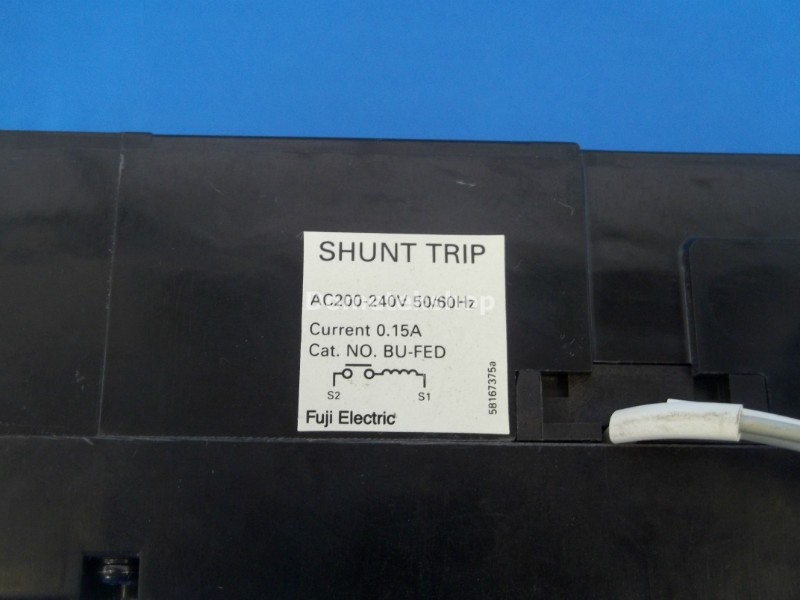 SHUNT TRIP
AC200-240V 50/60Hz
Current 0.15A
Cat. NO. BU-FED
S2 S1
58167375a
Fuji Electric